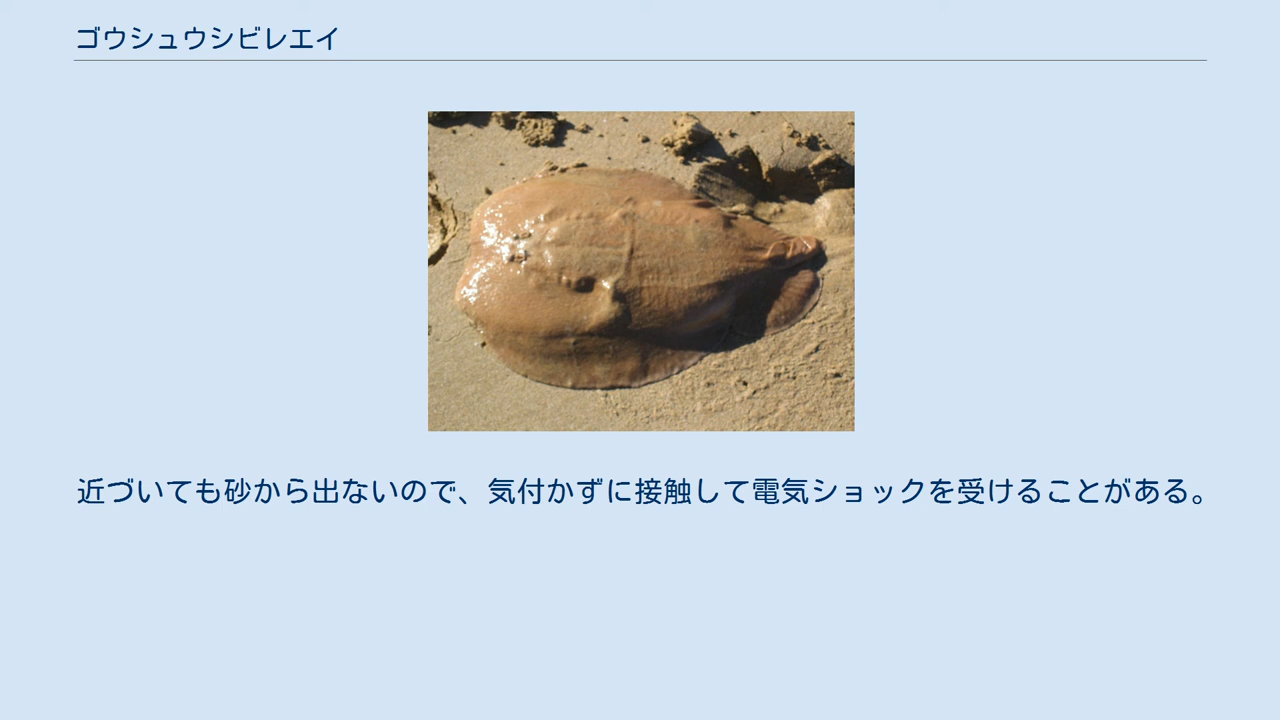 ゴウシュウシビレエイ
近づいても砂から出ないので、気付かずに接触して電気ショックを受けることがある。